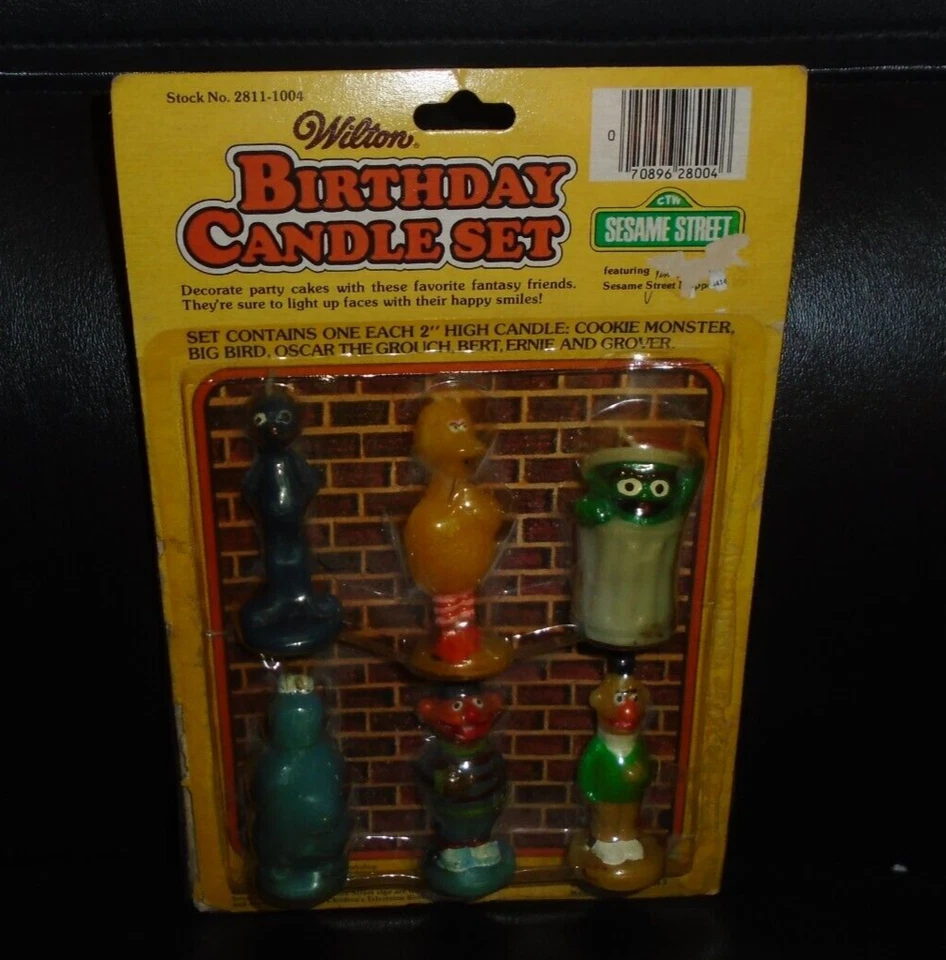 Stock No. 2811-1004
Wilton®
BIRTHDAY
CANDLE SET
0 70896 28004
CTW
SESAME STREET
Decorate party cakes with these favorite fantasy friends.
They're sure to light up faces with their happy smiles!
featuring
Sesame Street
SET CONTAINS ONE EACH 2" HIGH CANDLE: COOKIE MONSTER,
BIG BIRD, OSCAR THE GROUCH, BERT, ERNIE AND GROVER.